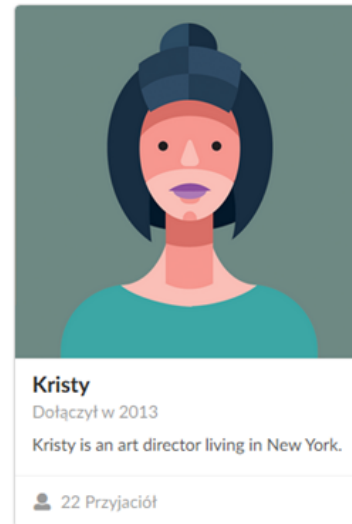 Kristy
Dołączył w 2013
Kristy is an art director living in New York.
22 Przyjaciół